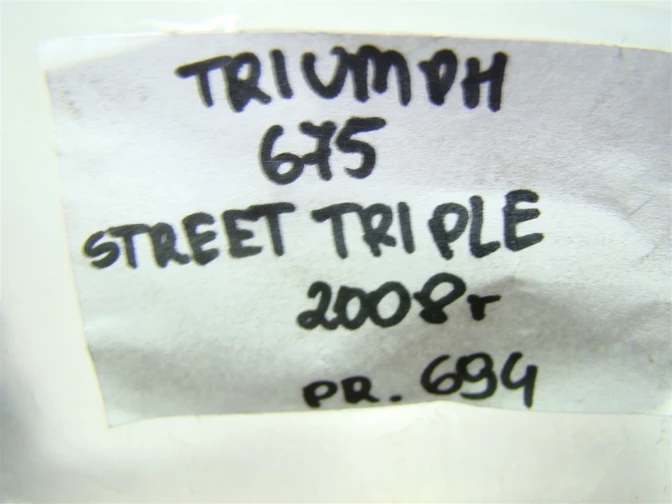 TRIUMPH
675
STREET TRIPLE
2008r
PR. 694